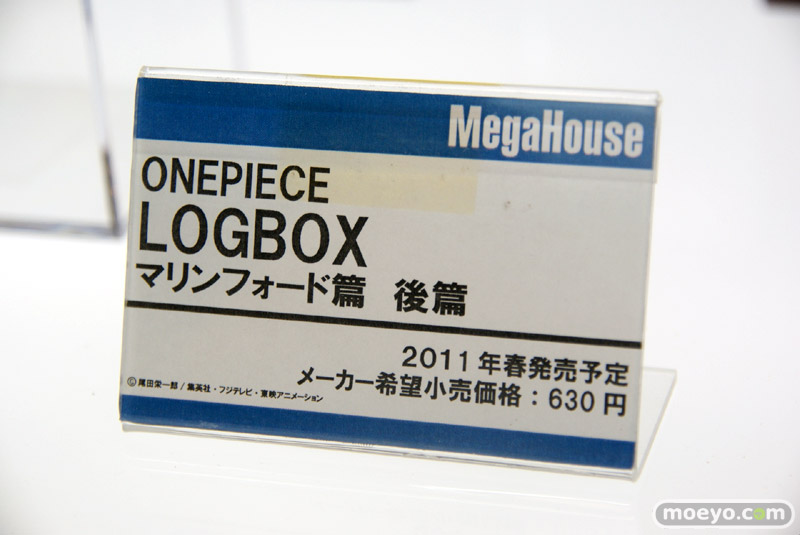 MegaHouse
ONEPIECE
LOGBOX
マリンフォード篇 後篇
2011年春発売予定
メーカー希望小売価格：630円
©尾田栄一郎／集英社・フジテレビ・東映アニメーション
moeyo.com